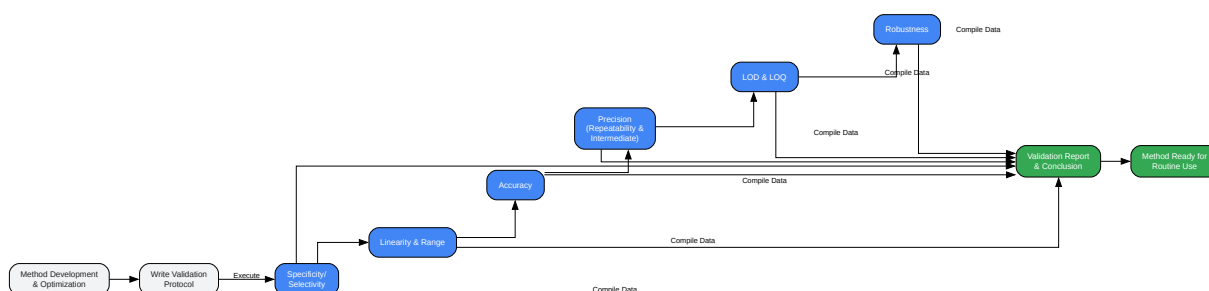 Robustness
Compile Data
Compile Data
LOD & LOQ
Precision
(Repeatability &
Intermediate)
Compile Data
Validation Report
& Conclusion
Method Ready for
Routine Use
Accuracy
Compile Data
Linearity & Range
Compile Data
Method Development
& Optimization
Write Validation
Protocol
Execute
Specificity/
Selectivity
Compile Data